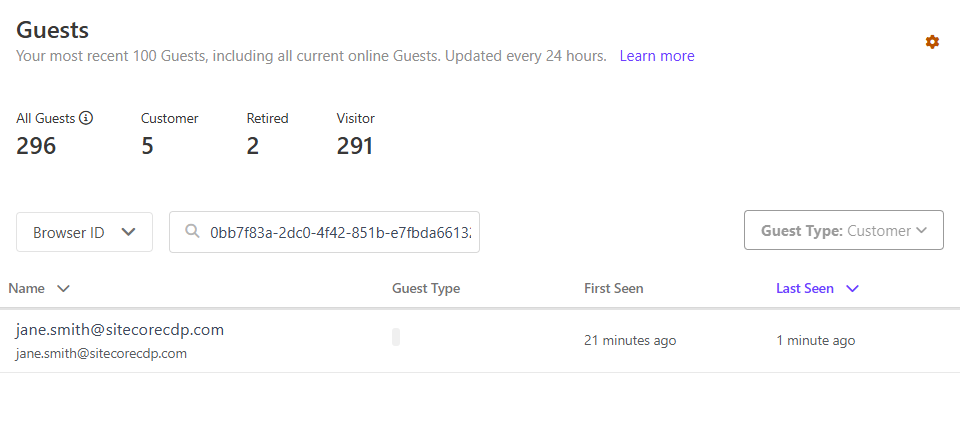 Guests
Your most recent 100 Guests, including all current online Guests. Updated every 24 hours. Learn more
All Guests Customer Retired Visitor
296 5 2 291
Browser ID 0bb7f83a-2dc0-4f42-851b-e7fbda66132 Guest Type: Customer
Name Guest Type First Seen Last Seen
jane.smith@sitecorecdp.com
jane.smith@sitecorecdp.com
21 minutes ago 1 minute ago